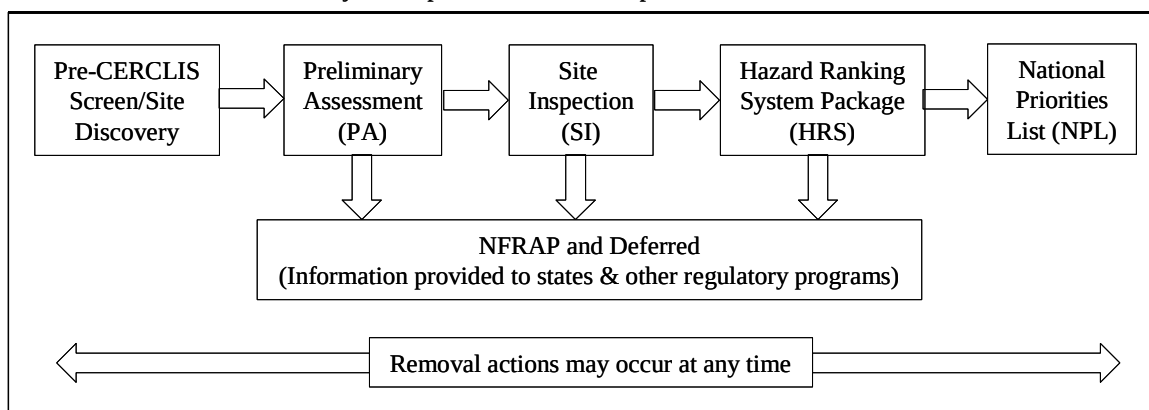 Pre-CERCLIS
Screen/Site
Discovery
Preliminary
Assessment
(PA)
Site
Inspection
(SI)
Hazard Ranking
System Package
(HRS)
National
Priorities
List (NPL)
NFRAP and Deferred
(Information provided to states & other regulatory programs)
Removal actions may occur at any time